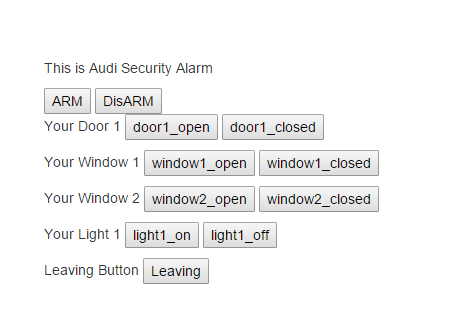 This is Audi Security Alarm
ARM DisARM
Your Door 1 door1_open door1_closed
Your Window 1 window1_open window1_closed
Your Window 2 window2_open window2_closed
Your Light 1 light1_on light1_off
Leaving Button Leaving